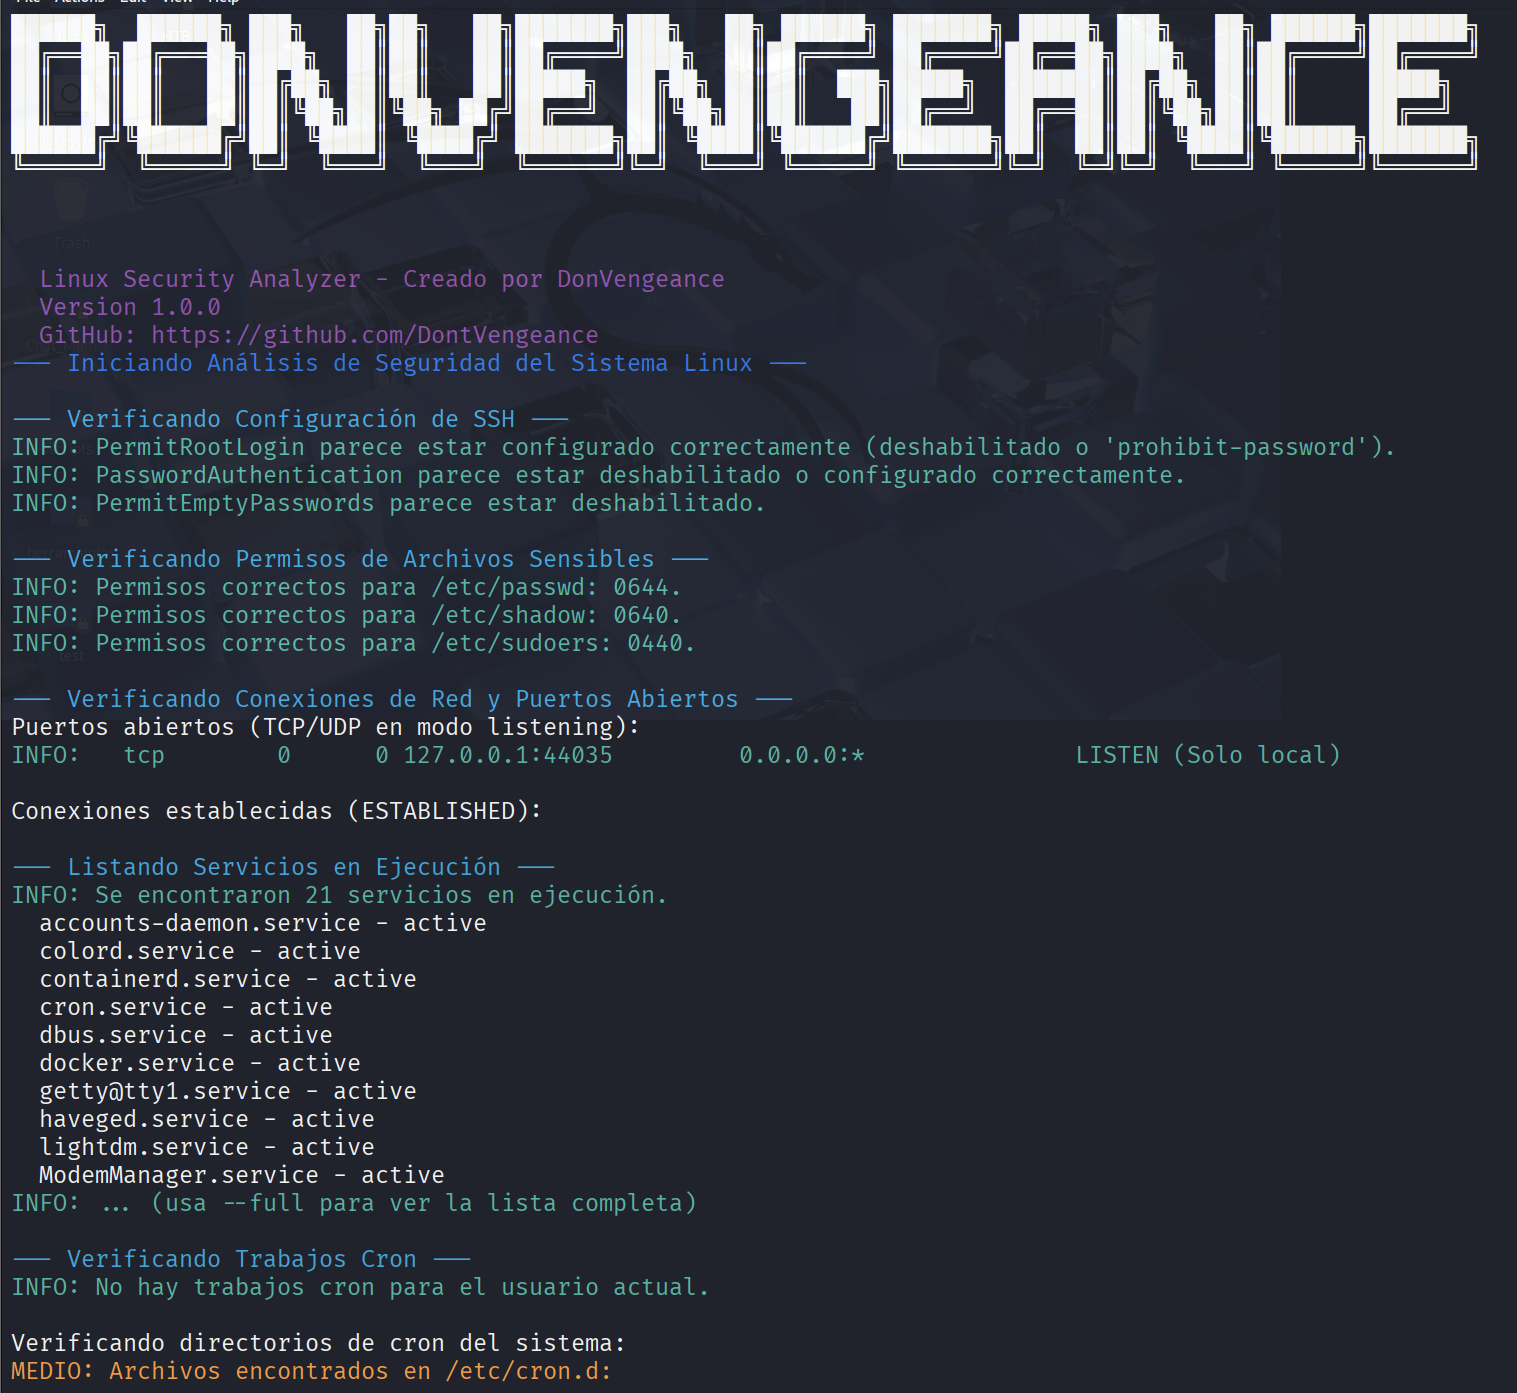 File Actions Edit View Help
DONVENGEANCE
Trash
Linux Security Analyzer - Creado por DonVengeance
Version 1.0.0
GitHub: https://github.com/DontVengeance
--- Iniciando Análisis de Seguridad del Sistema Linux ---
--- Verificando Configuración de SSH ---
INFO: PermitRootLogin parece estar configurado correctamente (deshabilitado o 'prohibit-password').
INFO: PasswordAuthentication parece estar deshabilitado o configurado correctamente.
INFO: PermitEmptyPasswords parece estar deshabilitado.
--- Verificando Permisos de Archivos Sensibles ---
INFO: Permisos correctos para /etc/passwd: 0644.
INFO: Permisos correctos para /etc/shadow: 0640.
INFO: Permisos correctos para /etc/sudoers: 0440.
test
--- Verificando Conexiones de Red y Puertos Abiertos ---
Puertos abiertos (TCP/UDP en modo listening):
INFO:   tcp        0      0 127.0.0.1:44035         0.0.0.0:*               LISTEN (Solo local)
Conexiones establecidas (ESTABLISHED):
--- Listando Servicios en Ejecución ---
INFO: Se encontraron 21 servicios en ejecución.
accounts-daemon.service - active
colord.service - active
containerd.service - active
cron.service - active
dbus.service - active
docker.service - active
getty@tty1.service - active
haveged.service - active
lightdm.service - active
ModemManager.service - active
INFO: ... (usa --full para ver la lista completa)
--- Verificando Trabajos Cron ---
INFO: No hay trabajos cron para el usuario actual.
Verificando directorios de cron del sistema:
MEDIO: Archivos encontrados en /etc/cron.d: